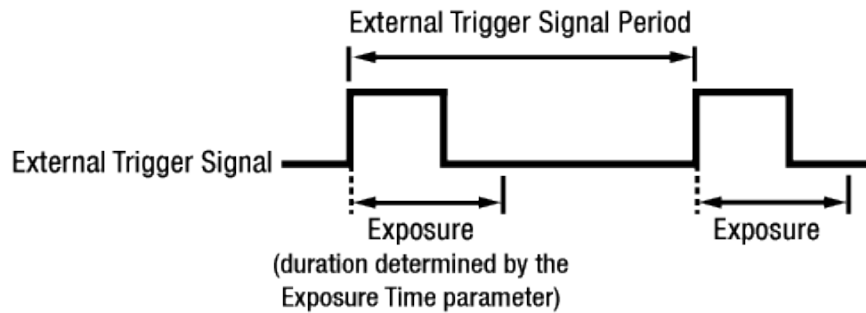 External Trigger Signal Period
External Trigger Signal
Exposure
Exposure
(duration determined by the
Exposure Time parameter)